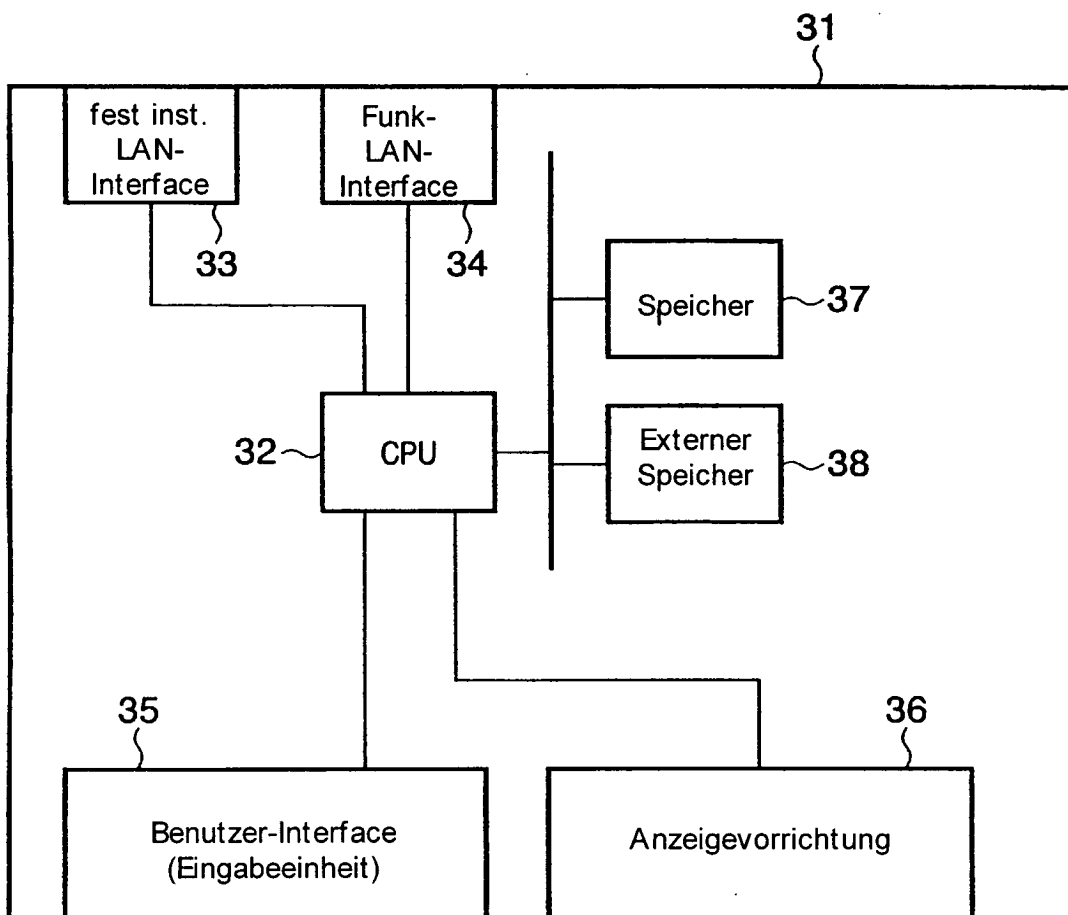 31
fest inst.
LAN-
Interface
Funk-
LAN-
Interface
33
34
Speicher
37
32
CPU
Externer
Speicher
38
35
36
Benutzer-Interface
(Eingabeeinheit)
Anzeigevorrichtung